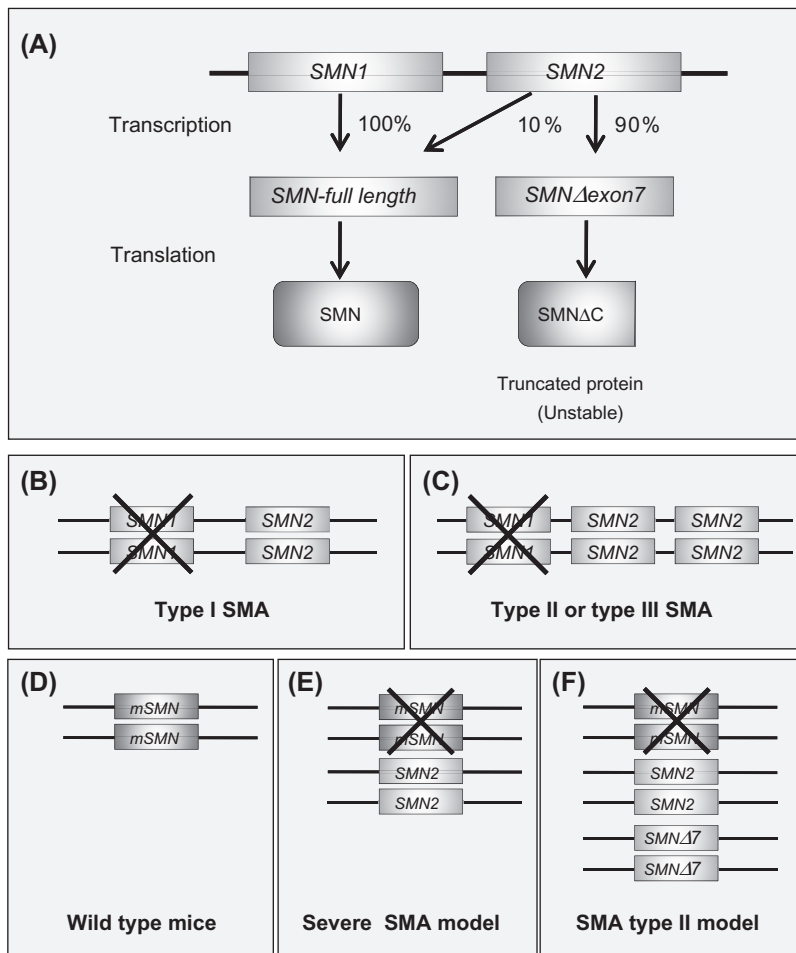 (A)
SMN1 SMN2
Transcription 100% 10 % 90%
SMN-full length SMNΔexon7
Translation
SMN SMNΔC
Truncated protein
(Unstable)
(B)
SMN1 SMN2
SMN1 SMN2
Type I SMA
(C)
SMN1 SMN2 SMN2
SMN1 SMN2 SMN2
Type II or type III SMA
(D)
mSMN
mSMN
Wild type mice
(E)
mSMN
mSMN
SMN2
SMN2
Severe SMA model
(F)
mSMN
mSMN
SMN2
SMN2
SMNΔ7
SMNΔ7
SMA type II model